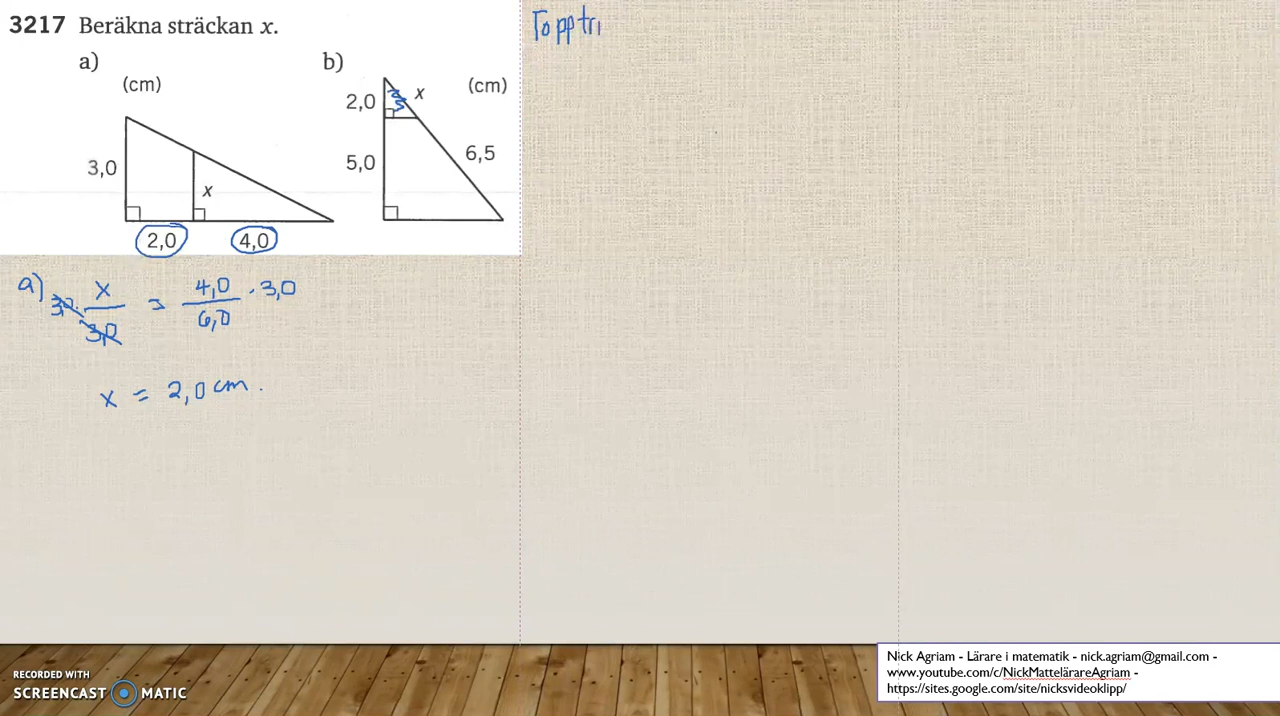 3217 Beräkna sträckan x.
a)
(cm)
3,0
x
2,0
4,0
b)
(cm)
2,0
x
5,0
6,5
a) 3,0 · x / 3,0 = 4,0 / 6,0 · 3,0
x = 2,0 cm.
Topptri
RECORDED WITH
SCREENCAST MATIC
Nick Agriam - Lärare i matematik - nick.agriam@gmail.com -
www.youtube.com/c/NickMattelärareAgriam -
https://sites.google.com/site/nicksvideoklipp/